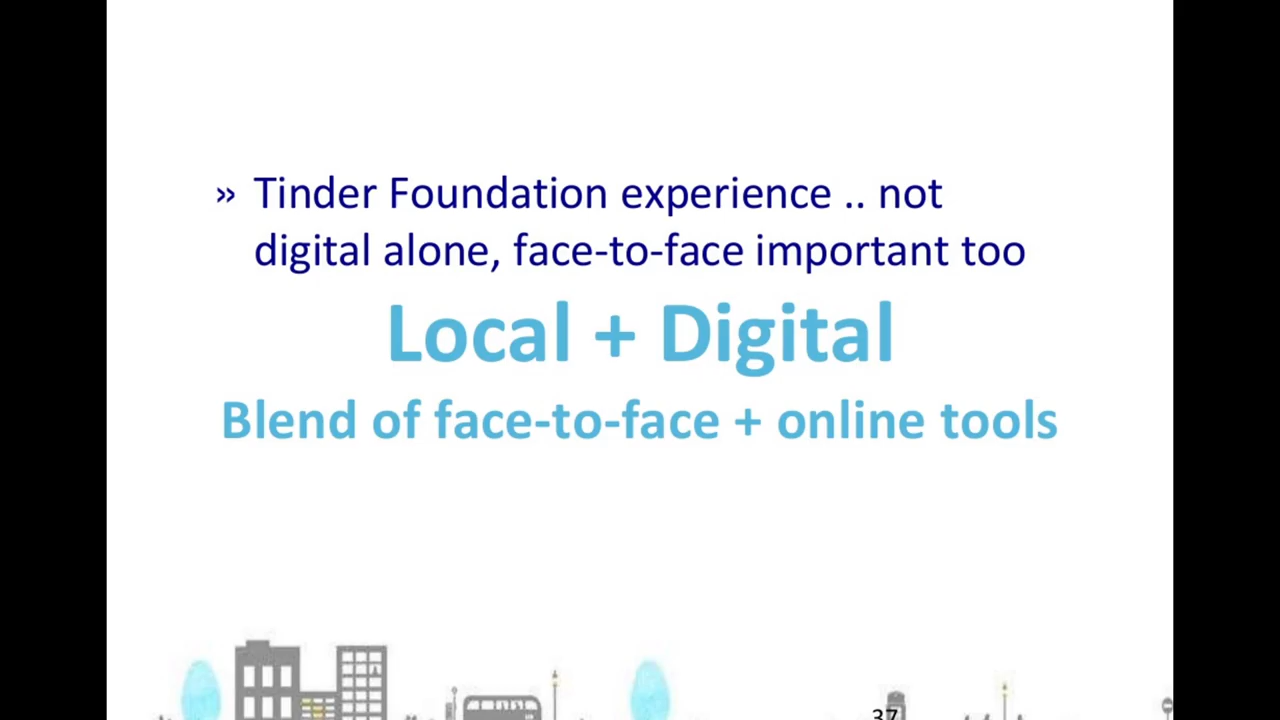 » Tinder Foundation experience .. not
digital alone, face-to-face important too
Local + Digital
Blend of face-to-face + online tools
37